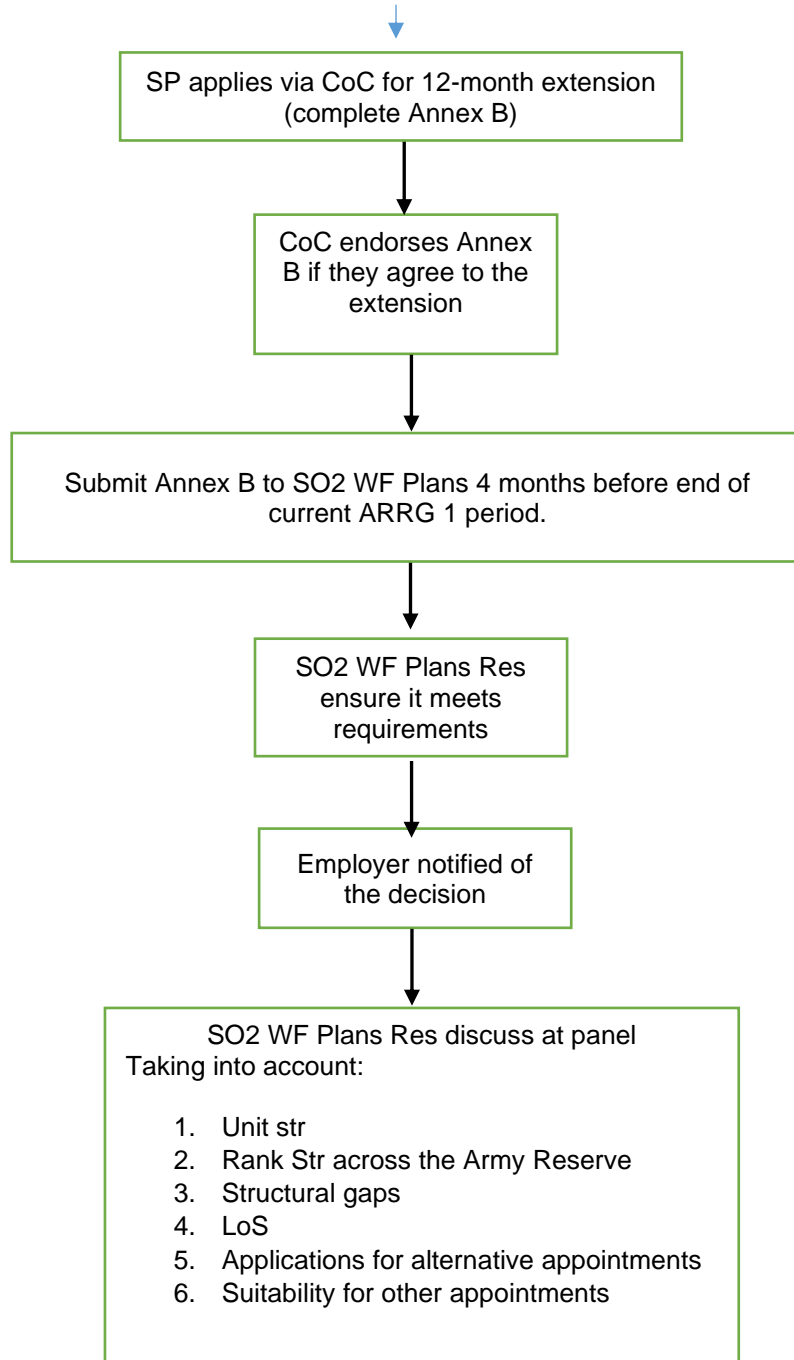 SP applies via CoC for 12-month extension
(complete Annex B)
CoC endorses Annex
B if they agree to the
extension
Submit Annex B to SO2 WF Plans 4 months before end of
current ARRG 1 period.
SO2 WF Plans Res
ensure it meets
requirements
Employer notified of
the decision
SO2 WF Plans Res discuss at panel
Taking into account:
1. Unit str
2. Rank Str across the Army Reserve
3. Structural gaps
4. LoS
5. Applications for alternative appointments
6. Suitability for other appointments